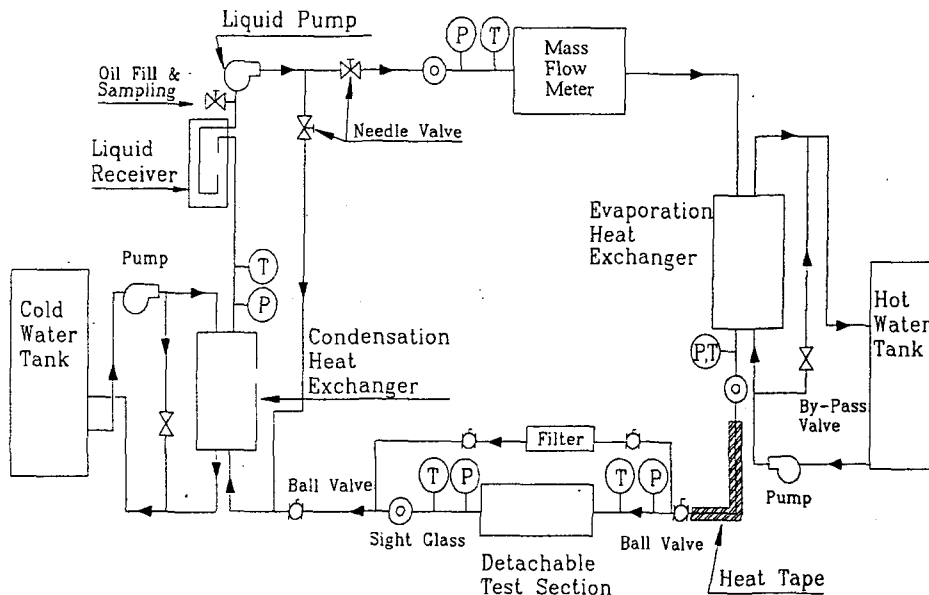 Liquid Pump
P
T
Mass
Flow
Meter
Oil Fill &
Sampling
Needle Valve
Liquid
Receiver
Evaporation
Heat
Exchanger
T
Pump
P
Cold
Water
Tank
Hot
Water
Tank
Condensation
Heat
Exchanger
P,T
By-Pass
Valve
Filter
Ball Valve
T
P
T
P
Pump
Sight Glass
Ball Valve
Detachable
Test Section
Heat Tape